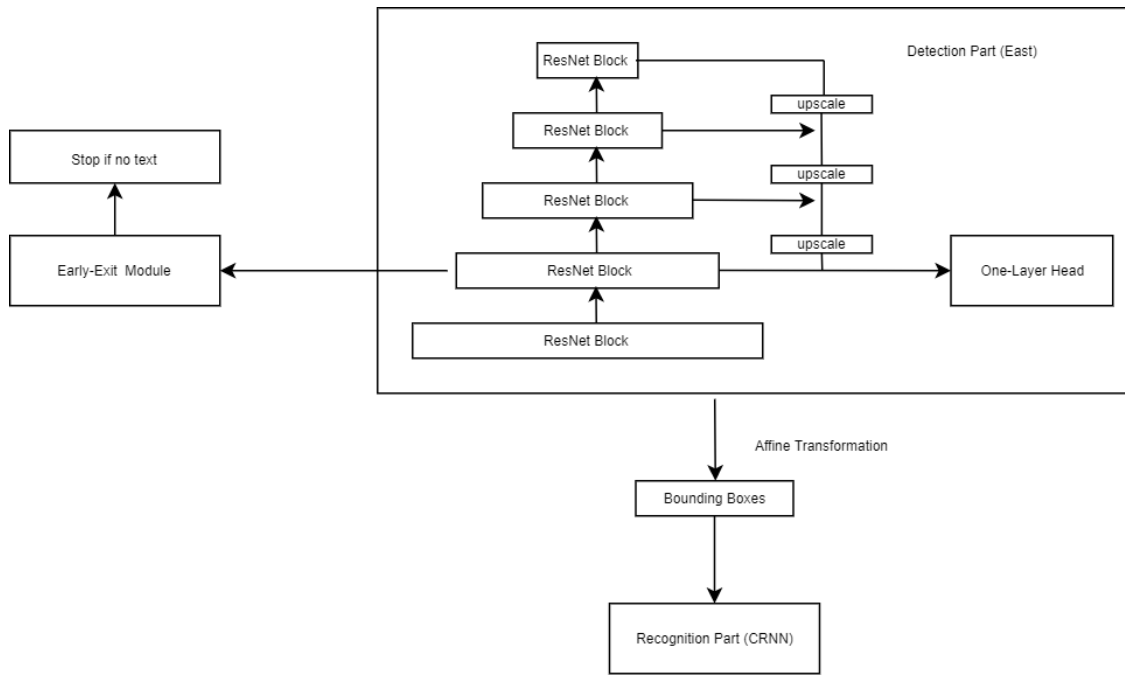 Detection Part (East)
ResNet Block
upscale
ResNet Block
Stop if no text
upscale
ResNet Block
upscale
Early-Exit  Module
ResNet Block
One-Layer Head
ResNet Block
Affine Transformation
Bounding Boxes
Recognition Part (CRNN)